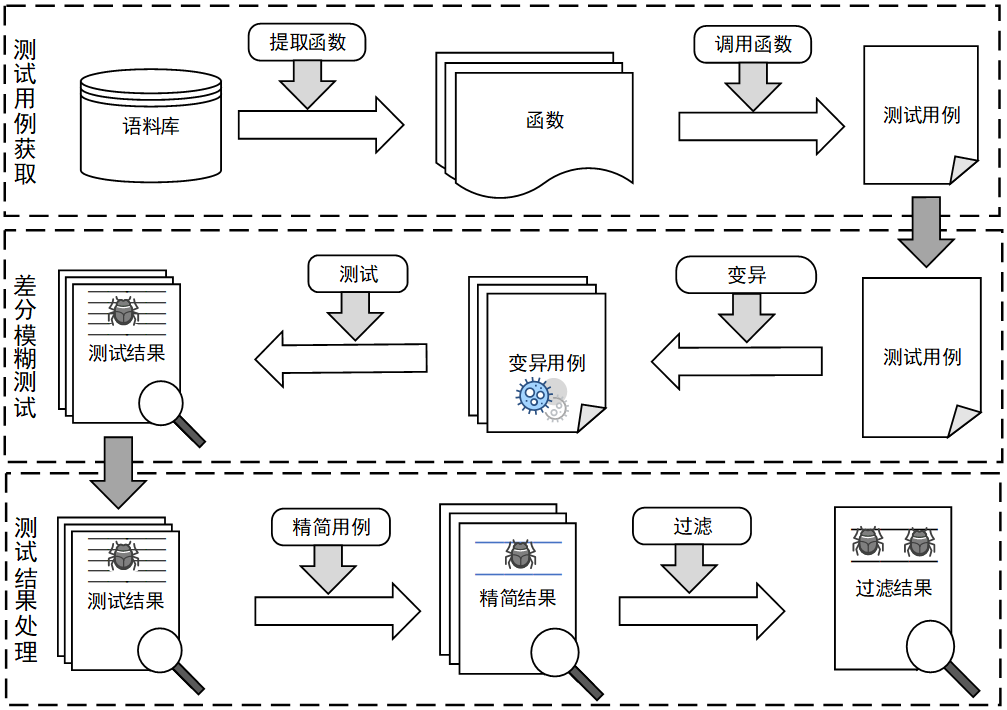 测试用例获取
提取函数
调用函数
语料库
函数
测试用例
差分模糊测试
测试
变异
测试结果
变异用例
测试用例
测试结果处理
精简用例
过滤
测试结果
精简结果
过滤结果